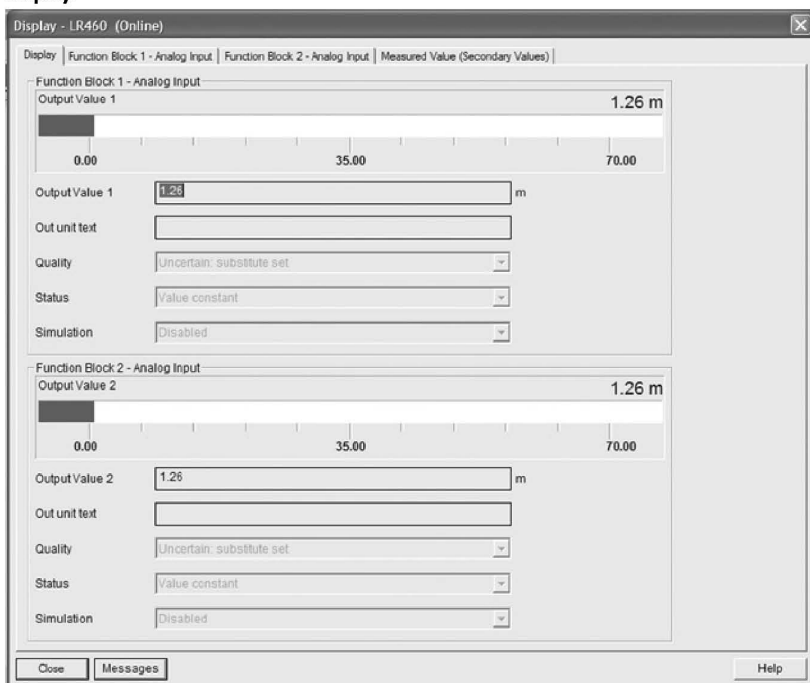 Display - LR460 (Online)
Display Function Block 1 - Analog Input Function Block 2 - Analog Input Measured Value (Secondary Values)
Function Block 1 - Analog Input
Output Value 1 1.26 m
0.00 35.00 70.00
Output Value 1 1.26 m
Out unit text
Quality Uncertain: substitute set
Status Value constant
Simulation Disabled
Function Block 2 - Analog Input
Output Value 2 1.26 m
0.00 35.00 70.00
Output Value 2 1.26 m
Out unit text
Quality Uncertain: substitute set
Status Value constant
Simulation Disabled
Close Messages Help